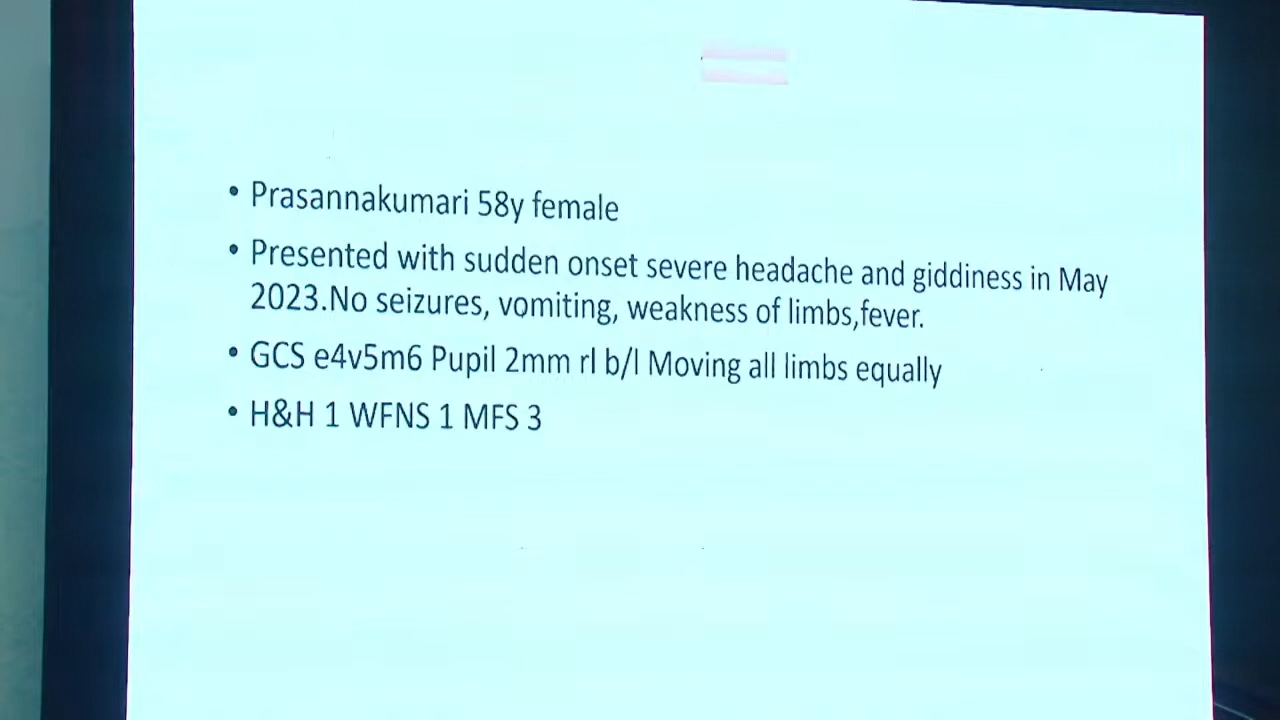 • Prasannakumari 58y female
• Presented with sudden onset severe headache and giddiness in May
2023.No seizures, vomiting, weakness of limbs,fever.
• GCS e4v5m6 Pupil 2mm rl b/l Moving all limbs equally
• H&H 1 WFNS 1 MFS 3